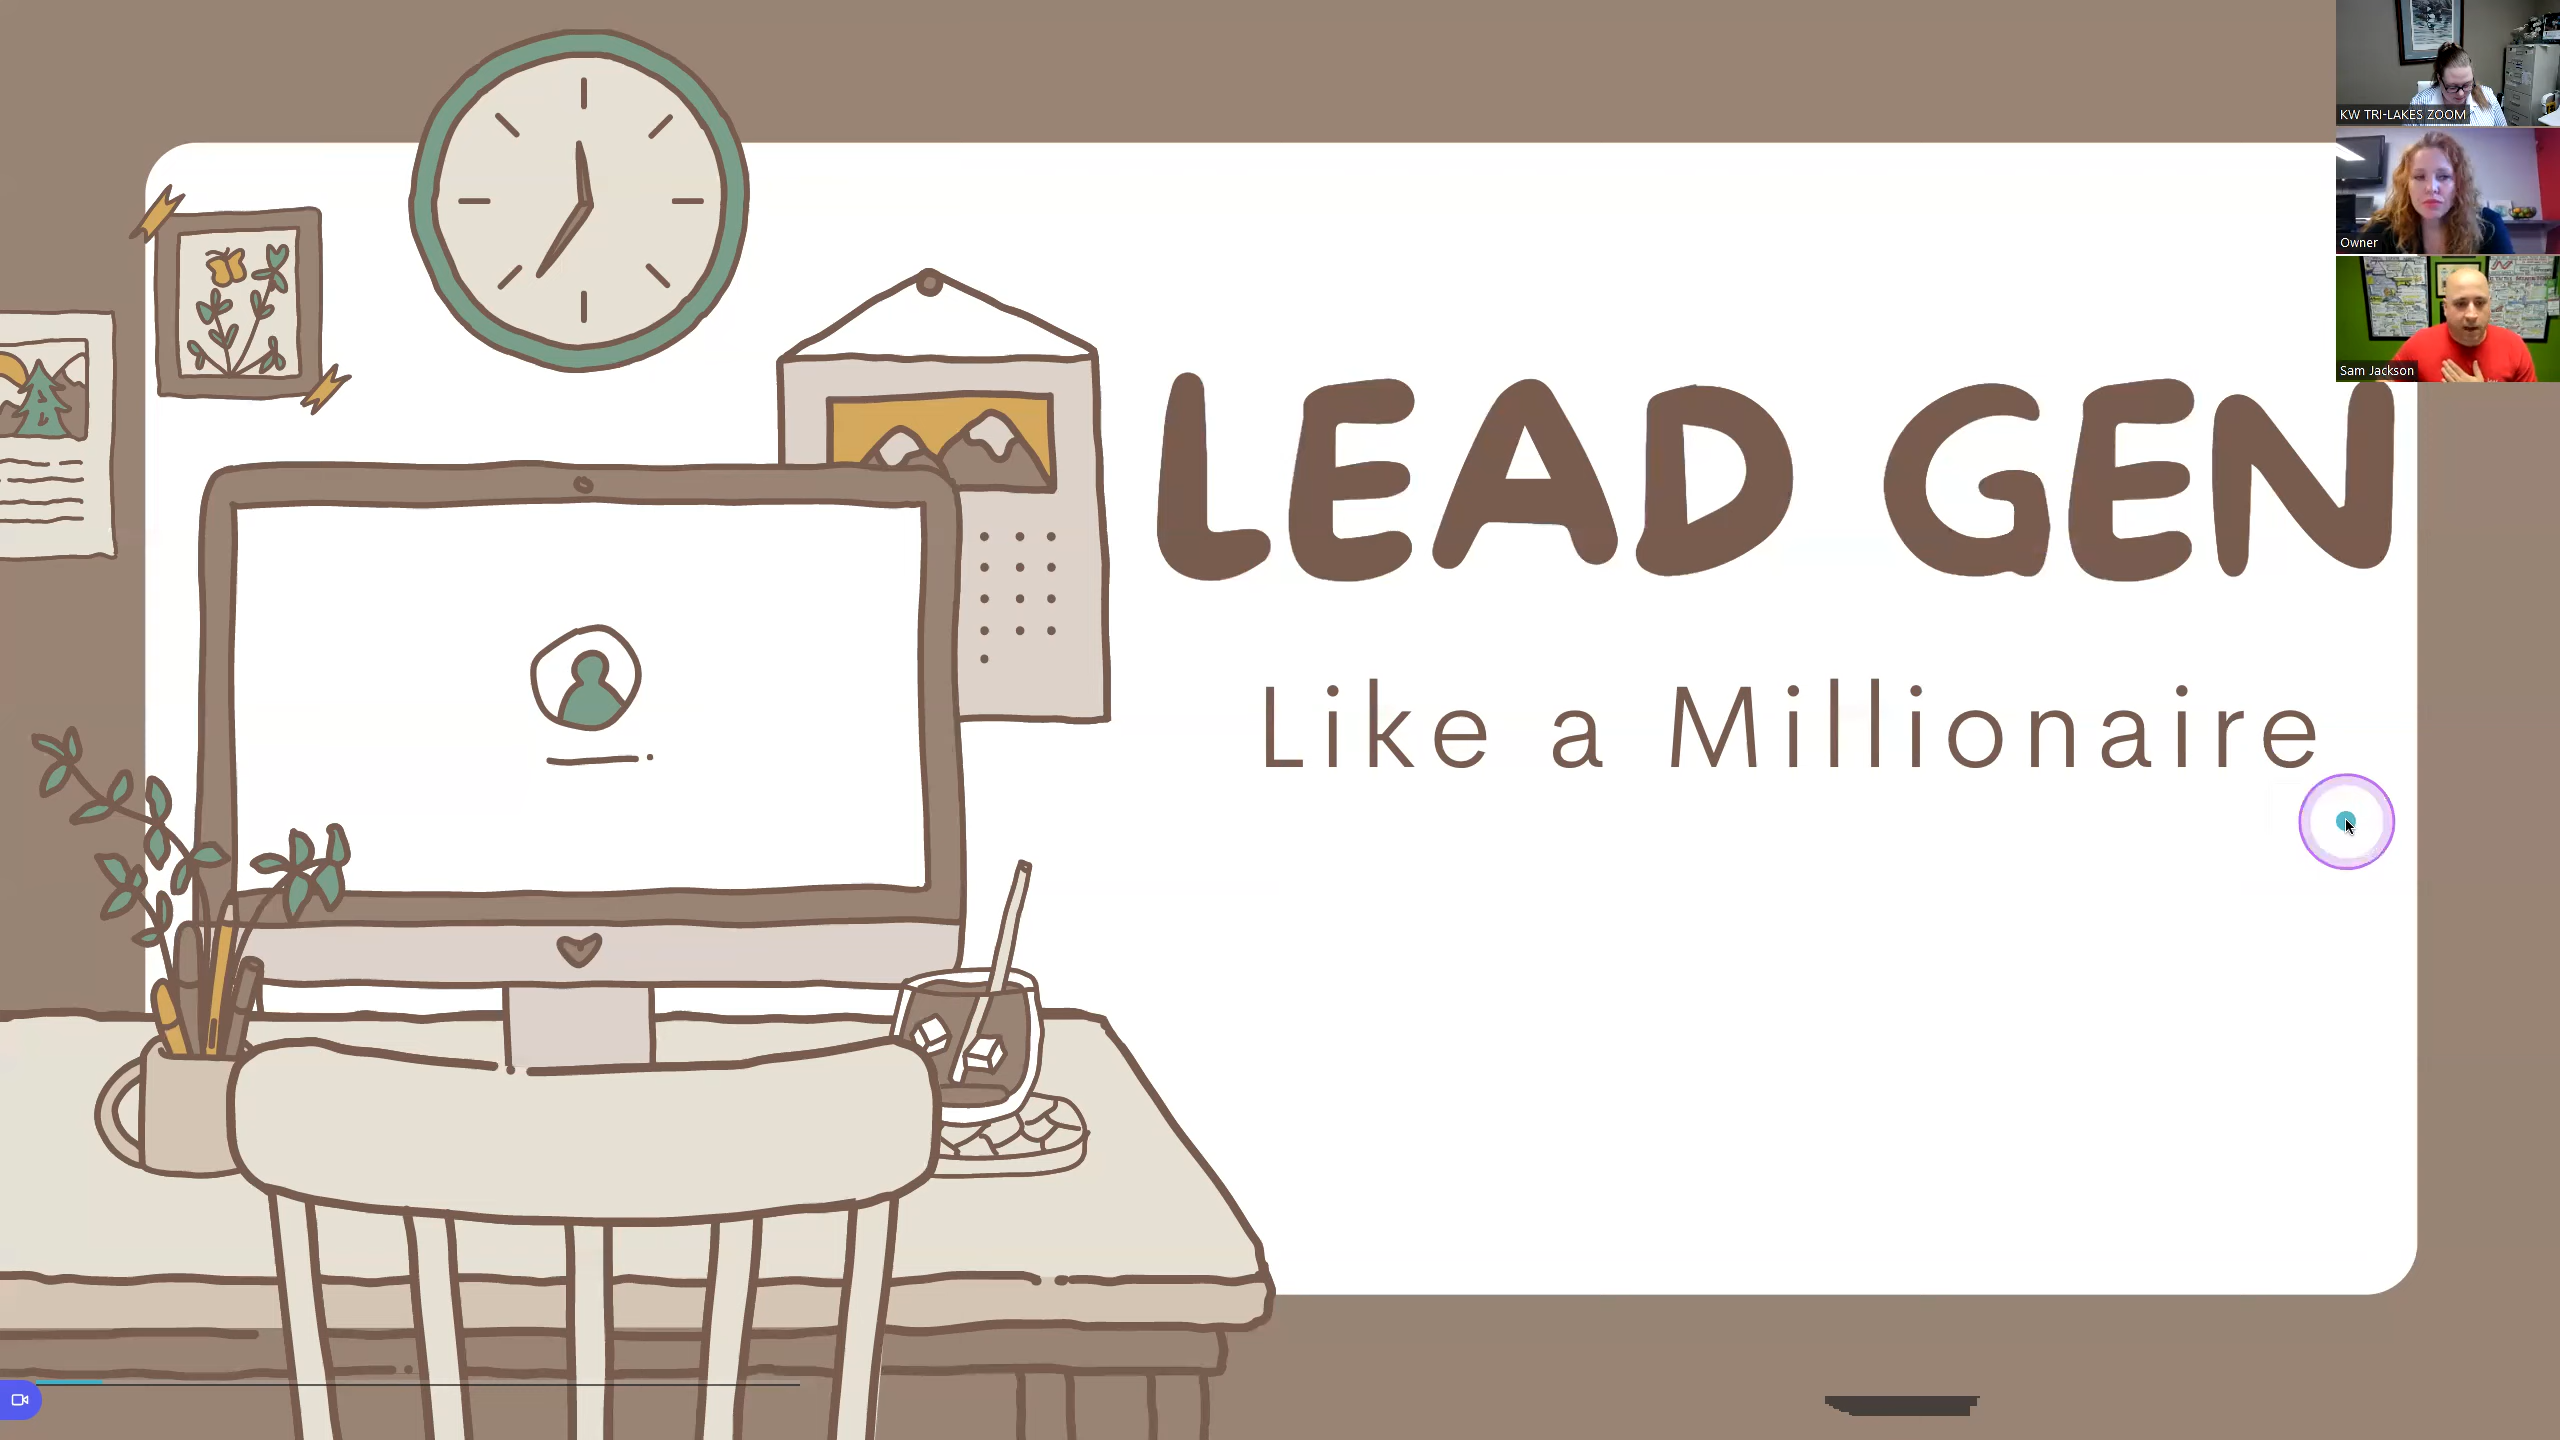 KW TRI-LAKES ZOOM
Owner
Sam Jackson
LEAD GEN
Like a Millionaire